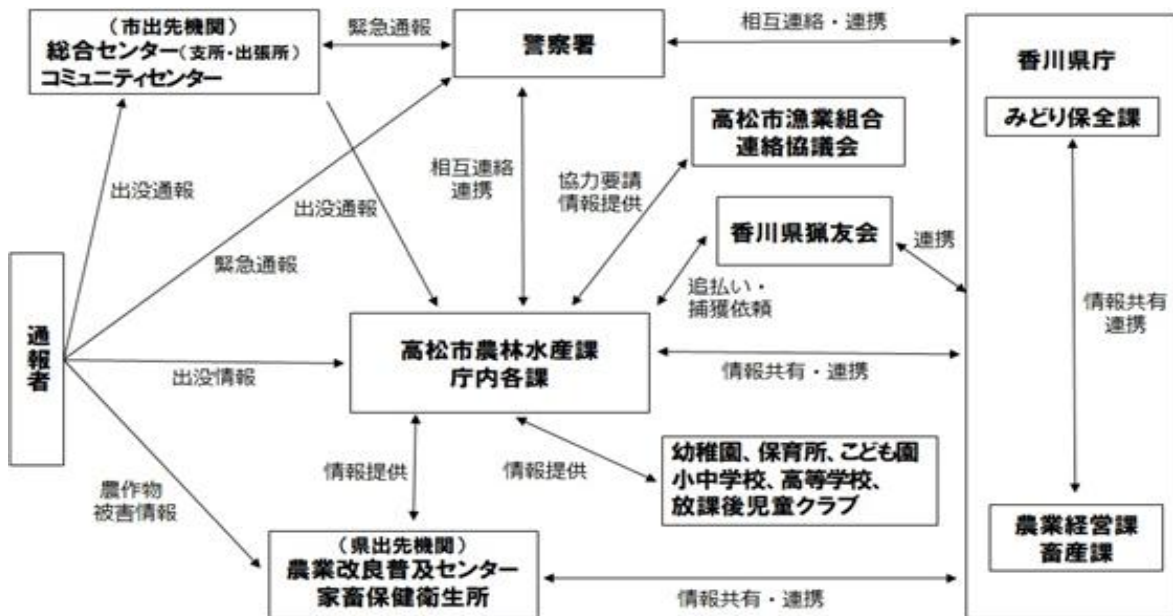 （市出先機関）
総合センター（支所・出張所）
コミュニティセンター
緊急通報
警察署
相互連絡・連携
香川県庁
みどり保全課
高松市漁業組合
連絡協議会
相互連絡
連携
協力要請
情報提供
出没通報
出没通報
香川県猟友会
連携
緊急通報
追払い・
捕獲依頼
情報共有
連携
通報者
高松市農林水産課
庁内各課
出没情報
情報共有・連携
情報提供
情報提供
幼稚園、保育所、こども園
小中学校、高等学校、
放課後児童クラブ
農作物
被害情報
農業経営課
畜産課
（県出先機関）
農業改良普及センター
家畜保健衛生所
情報共有・連携